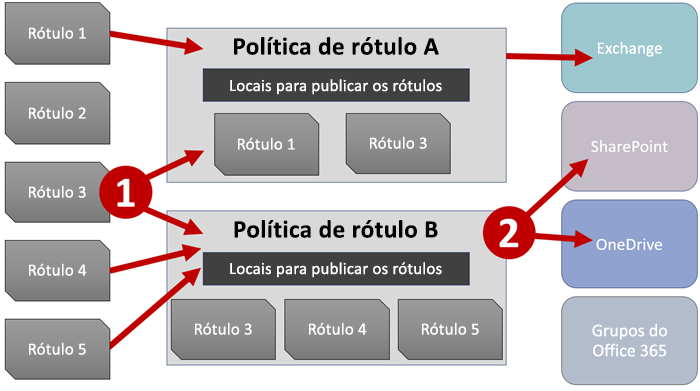 Rótulo 1
Rótulo 2
Rótulo 3
Rótulo 4
Rótulo 5
1
Política de rótulo A
Locais para publicar os rótulos
Rótulo 1
Rótulo 3
Política de rótulo B
Locais para publicar os rótulos
Rótulo 3
Rótulo 4
Rótulo 5
2
Exchange
SharePoint
OneDrive
Grupos do
Office 365